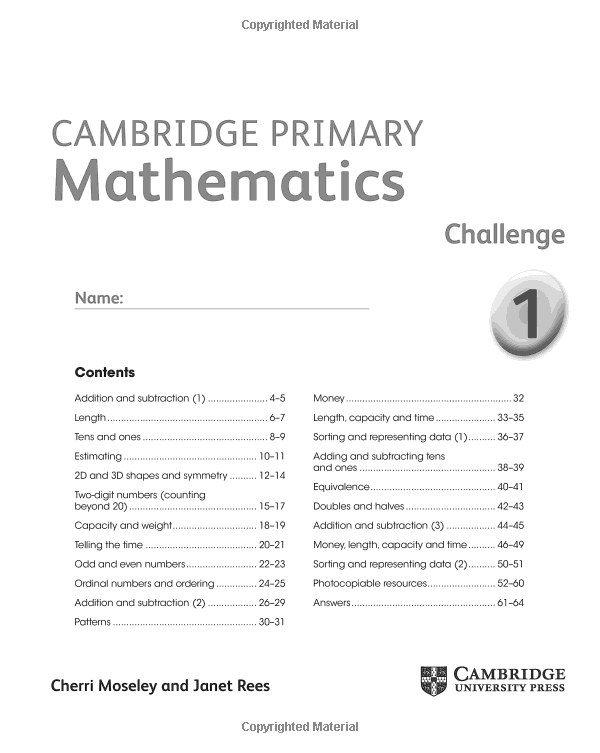 Copyrighted Material
CAMBRIDGE PRIMARY
Mathematics
Challenge
Name:
1
Contents
Addition and subtraction (1) ...................... 4–5
Length .................................................. 6–7
Tens and ones ....................................... 8–9
Estimating ......................................... 10–11
2D and 3D shapes and symmetry .......... 12–14
Two-digit numbers (counting
beyond 20) ....................................... 15–17
Capacity and weight .......................... 18–19
Telling the time .................................. 20–21
Odd and even numbers ...................... 22–23
Ordinal numbers and ordering ............. 24–25
Addition and subtraction (2) ............... 26–29
Patterns ............................................ 30–31
Money ................................................... 32
Length, capacity and time ................... 33–35
Sorting and representing data (1) .......... 36–37
Adding and subtracting tens
and ones .......................................... 38–39
Equivalence ....................................... 40–41
Doubles and halves ............................ 42–43
Addition and subtraction (3) ................ 44–45
Money, length, capacity and time .......... 46–49
Sorting and representing data (2) .......... 50–51
Photocopiable resources ..................... 52–60
Answers ............................................ 61–64
Cherri Moseley and Janet Rees
CAMBRIDGE
UNIVERSITY PRESS
Copyrighted Material